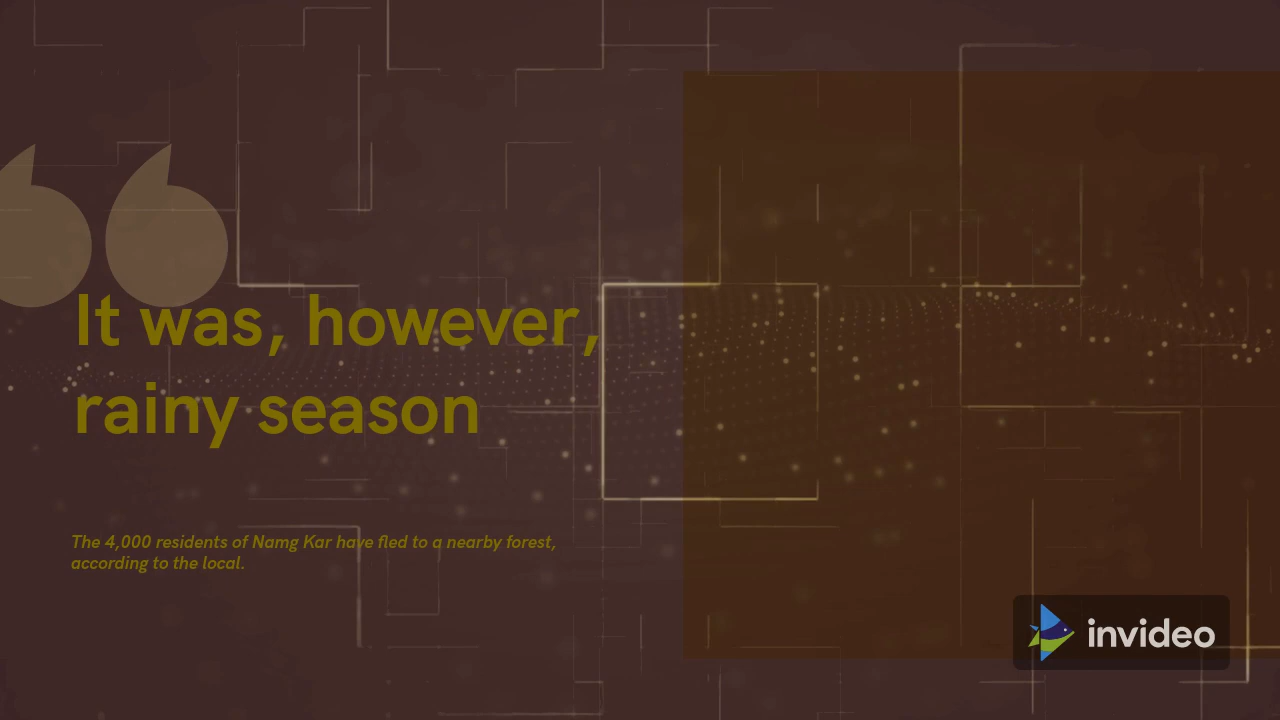 It was, however,
rainy season
The 4,000 residents of Namg Kar have fled to a nearby forest,
according to the local.
invideo